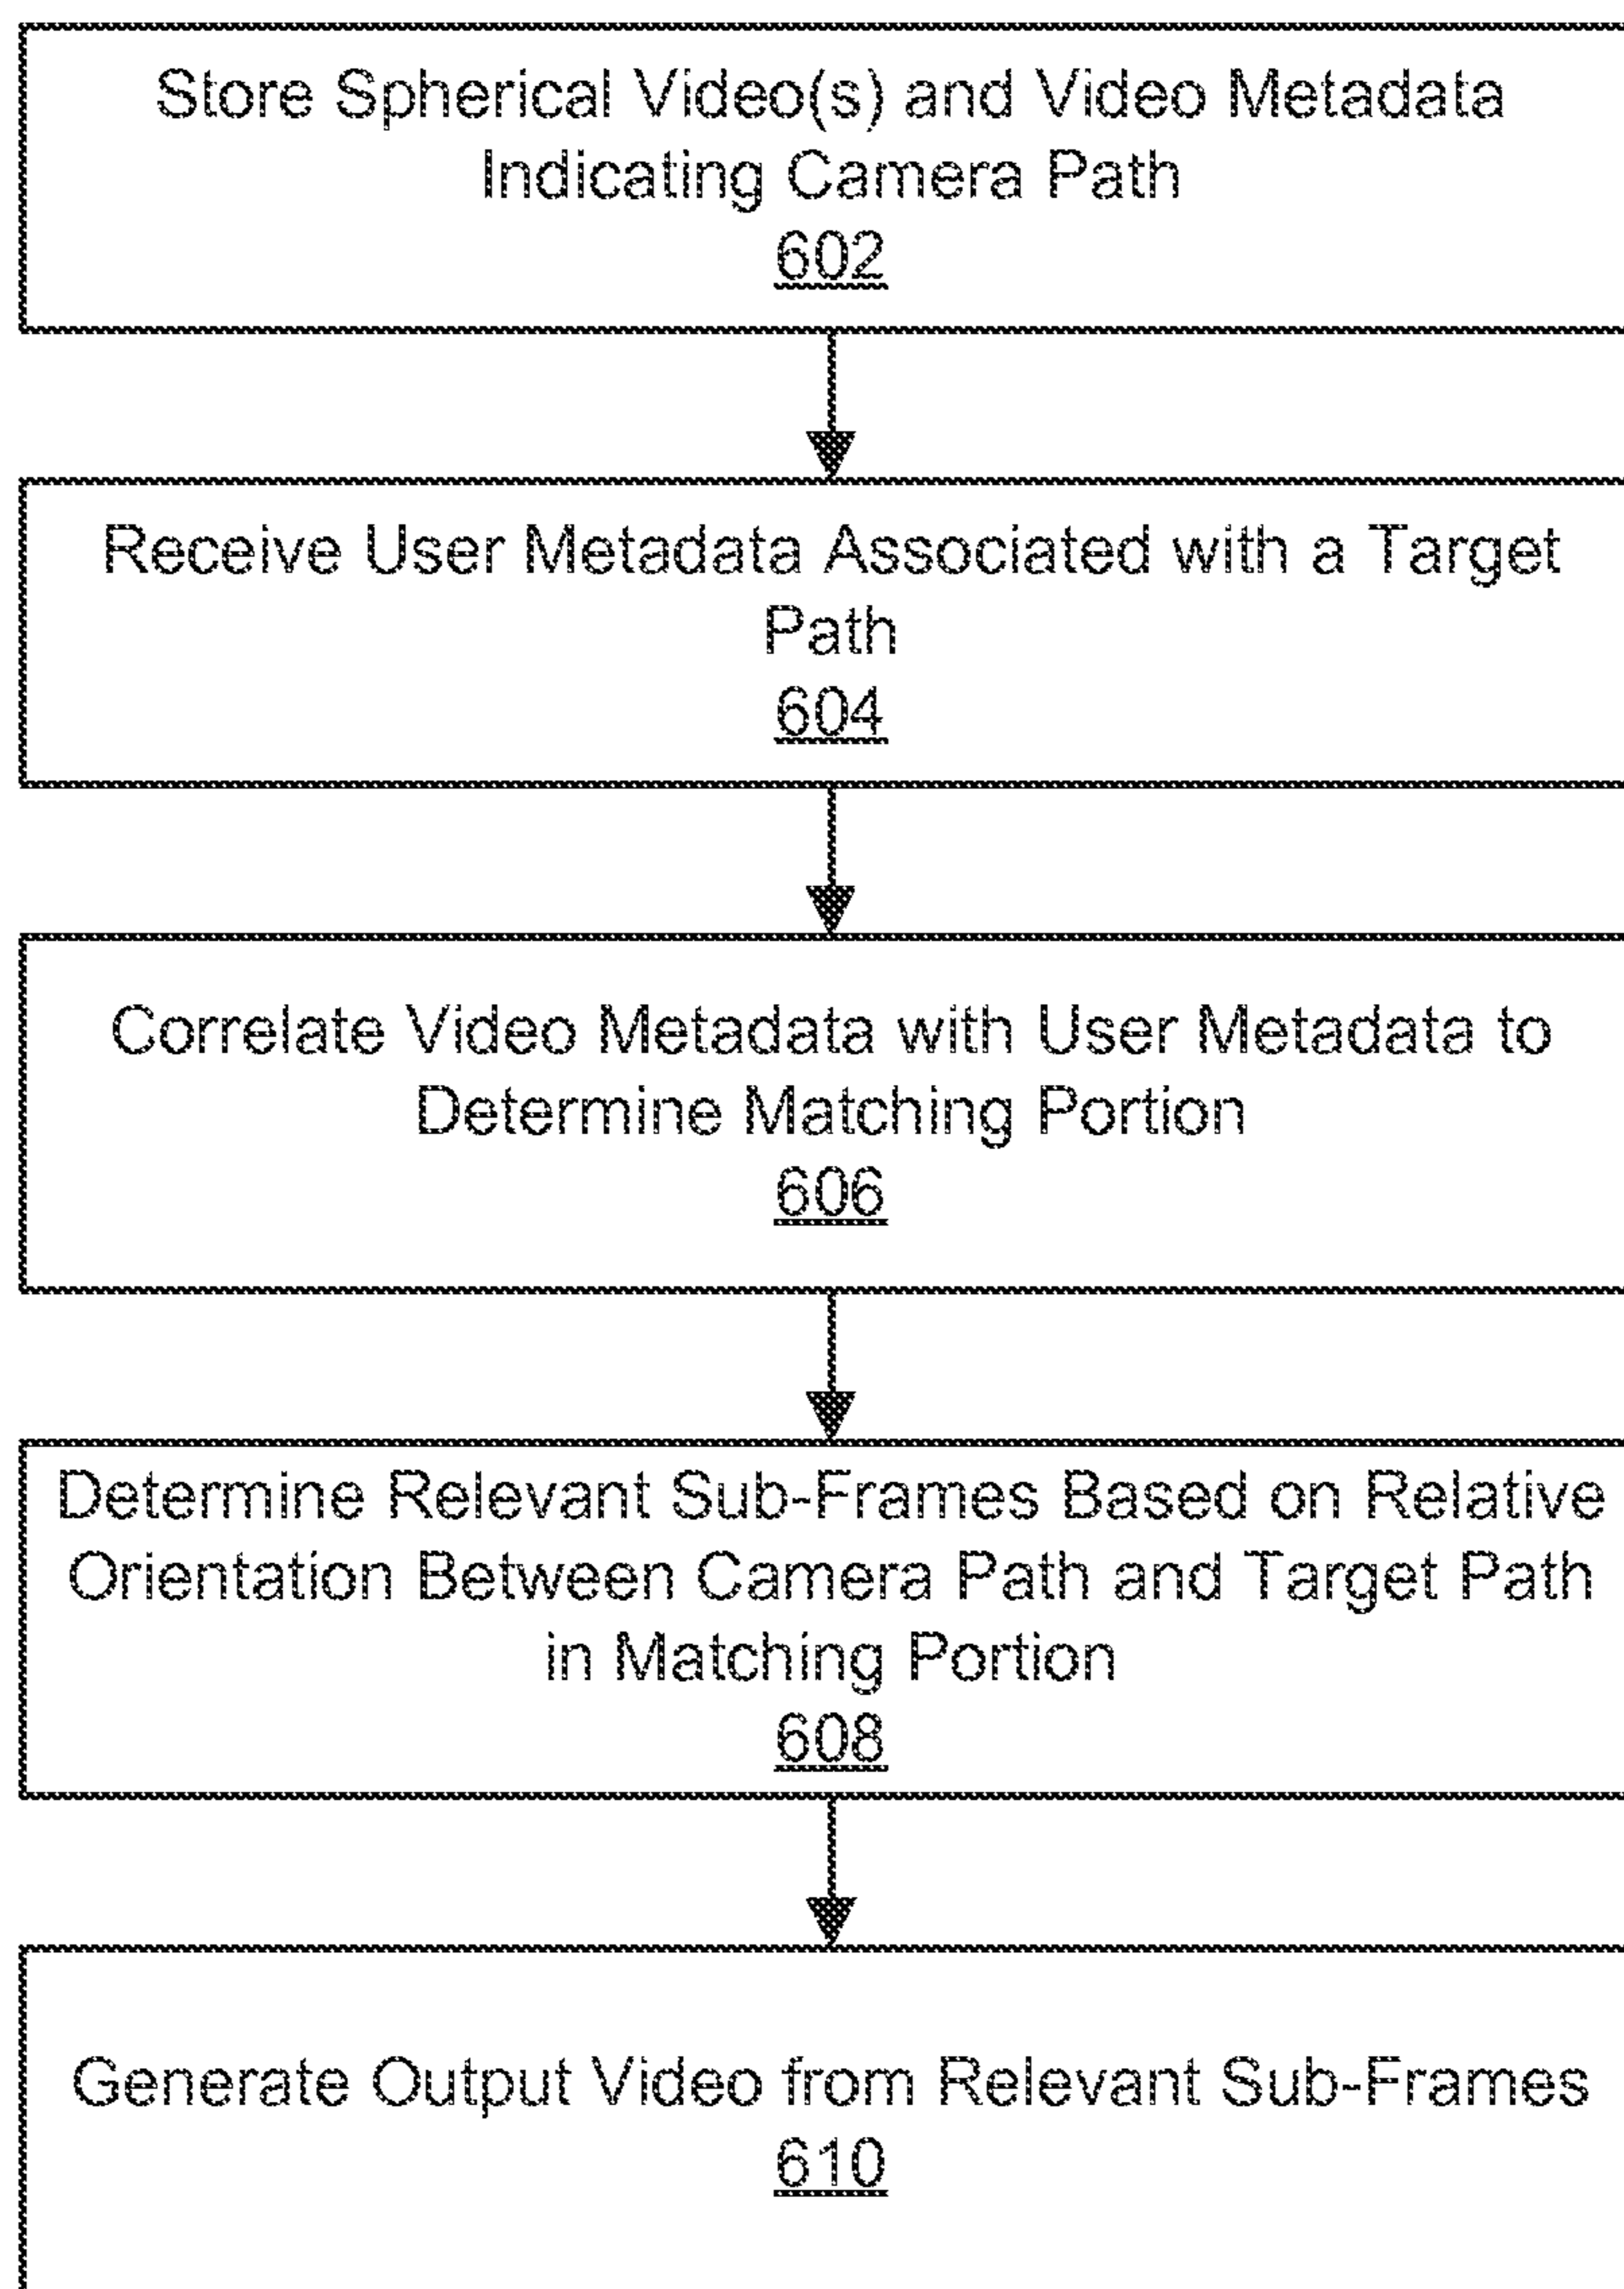 Store Spherical Video(s) and Video Metadata
Indicating Camera Path
602
Receive User Metadata Associated with a Target
Path
604
Correlate Video Metadata with User Metadata to
Determine Matching Portion
606
Determine Relevant Sub-Frames Based on Relative
Orientation Between Camera Path and Target Path
in Matching Portion
608
Generate Output Video from Relevant Sub-Frames
610